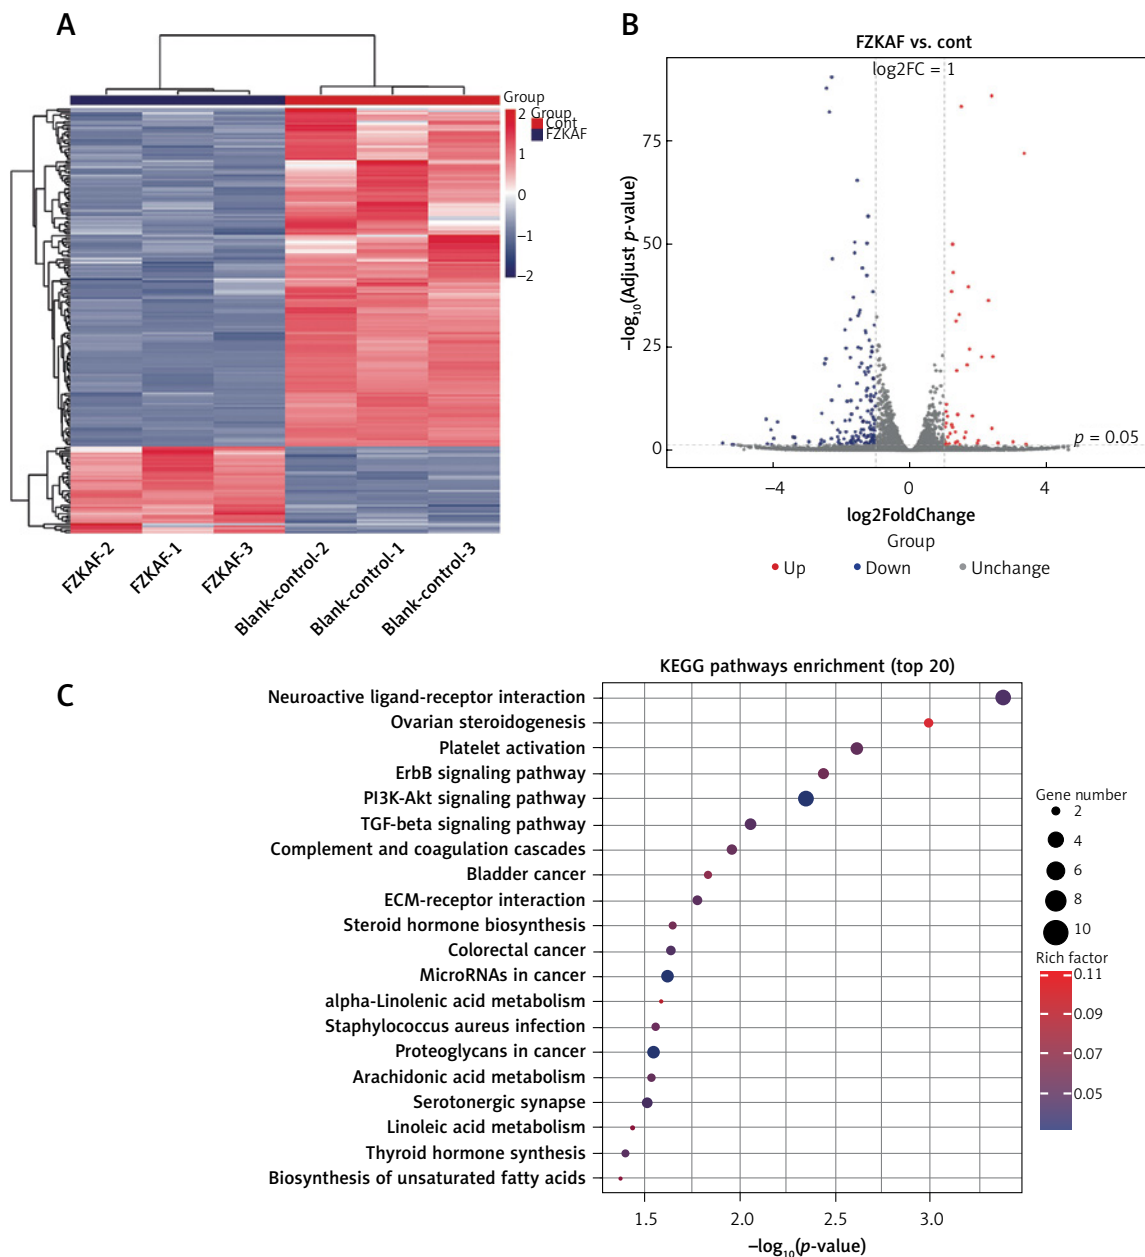 A
Group
2
1
0
−1
−2
Group
Cont
FZKAF
FZKAF-2
FZKAF-1
FZKAF-3
Blank-control-2
Blank-control-1
Blank-control-3
B
FZKAF vs. cont
log2FC = 1
−log10(Adjust p-value)
75
50
25
0
p = 0.05
−4
0
4
log2FoldChange
Group
Up
Down
Unchange
C
KEGG pathways enrichment (top 20)
Neuroactive ligand-receptor interaction
Ovarian steroidogenesis
Platelet activation
ErbB signaling pathway
PI3K-Akt signaling pathway
TGF-beta signaling pathway
Complement and coagulation cascades
Bladder cancer
ECM-receptor interaction
Steroid hormone biosynthesis
Colorectal cancer
MicroRNAs in cancer
alpha-Linolenic acid metabolism
Staphylococcus aureus infection
Proteoglycans in cancer
Arachidonic acid metabolism
Serotonergic synapse
Linoleic acid metabolism
Thyroid hormone synthesis
Biosynthesis of unsaturated fatty acids
1.5
2.0
2.5
3.0
−log10(p-value)
Gene number
2
4
6
8
10
Rich factor
0.11
0.09
0.07
0.05